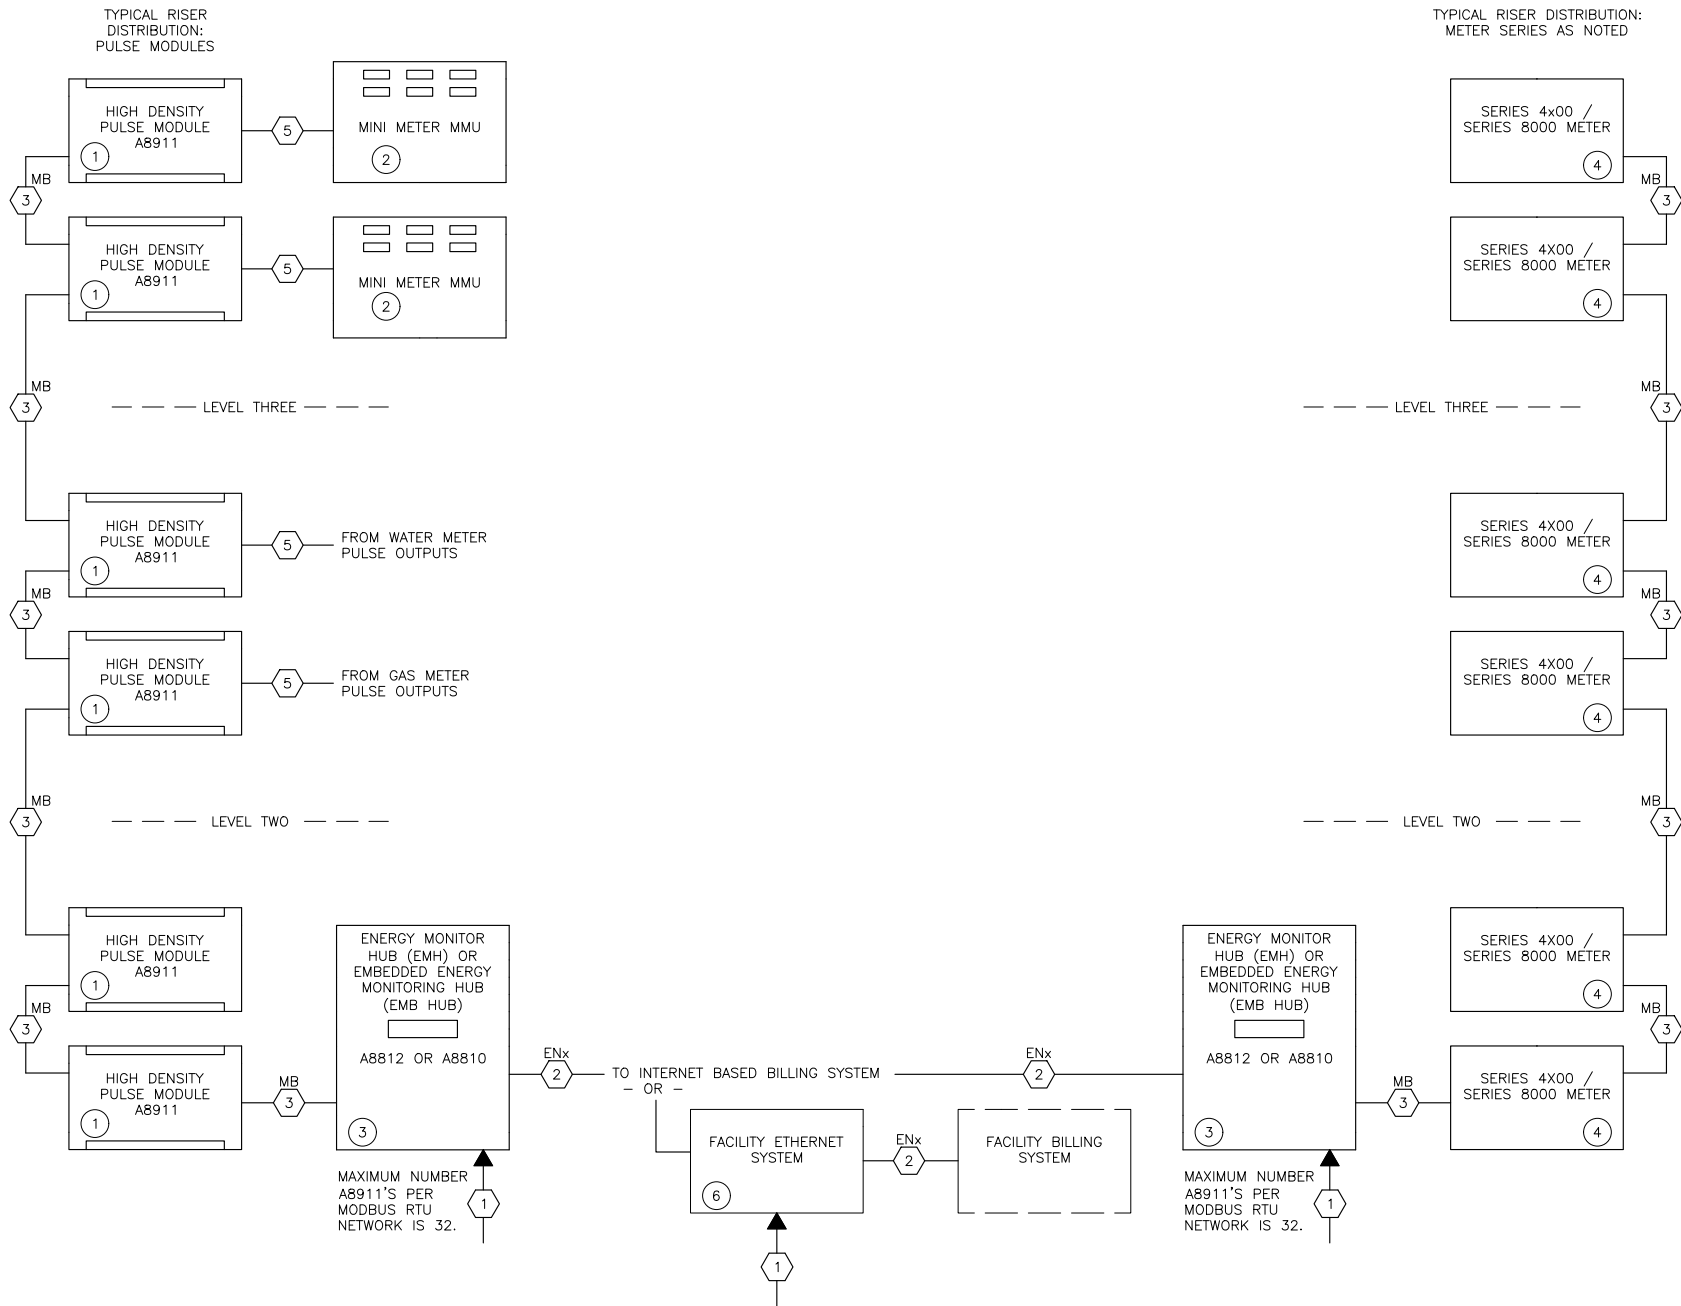 TYPICAL RISER
DISTRIBUTION:
PULSE MODULES
HIGH DENSITY
PULSE MODULE
A8911
1
5
MINI METER MMU
2
MB
3
HIGH DENSITY
PULSE MODULE
A8911
1
5
MINI METER MMU
2
MB
3
LEVEL THREE
HIGH DENSITY
PULSE MODULE
A8911
1
5
FROM WATER METER
PULSE OUTPUTS
MB
3
HIGH DENSITY
PULSE MODULE
A8911
1
5
FROM GAS METER
PULSE OUTPUTS
MB
3
LEVEL TWO
HIGH DENSITY
PULSE MODULE
A8911
1
MB
3
HIGH DENSITY
PULSE MODULE
A8911
1
MB
3
ENERGY MONITOR
HUB (EMH) OR
EMBEDDED ENERGY
MONITORING HUB
(EMB HUB)
A8812 OR A8810
3
MAXIMUM NUMBER
A8911'S PER
MODBUS RTU
NETWORK IS 32.
1
ENx
2
TO INTERNET BASED BILLING SYSTEM
- OR -
FACILITY ETHERNET
SYSTEM
6
1
ENx
2
FACILITY BILLING
SYSTEM
ENx
2
ENERGY MONITOR
HUB (EMH) OR
EMBEDDED ENERGY
MONITORING HUB
(EMB HUB)
A8812 OR A8810
3
MAXIMUM NUMBER
A8911'S PER
MODBUS RTU
NETWORK IS 32.
1
MB
3
TYPICAL RISER DISTRIBUTION:
METER SERIES AS NOTED
SERIES 4x00 /
SERIES 8000 METER
4
MB
3
SERIES 4X00 /
SERIES 8000 METER
4
MB
3
LEVEL THREE
SERIES 4X00 /
SERIES 8000 METER
4
MB
3
SERIES 4X00 /
SERIES 8000 METER
4
MB
3
LEVEL TWO
SERIES 4X00 /
SERIES 8000 METER
4
MB
3
SERIES 4X00 /
SERIES 8000 METER
4